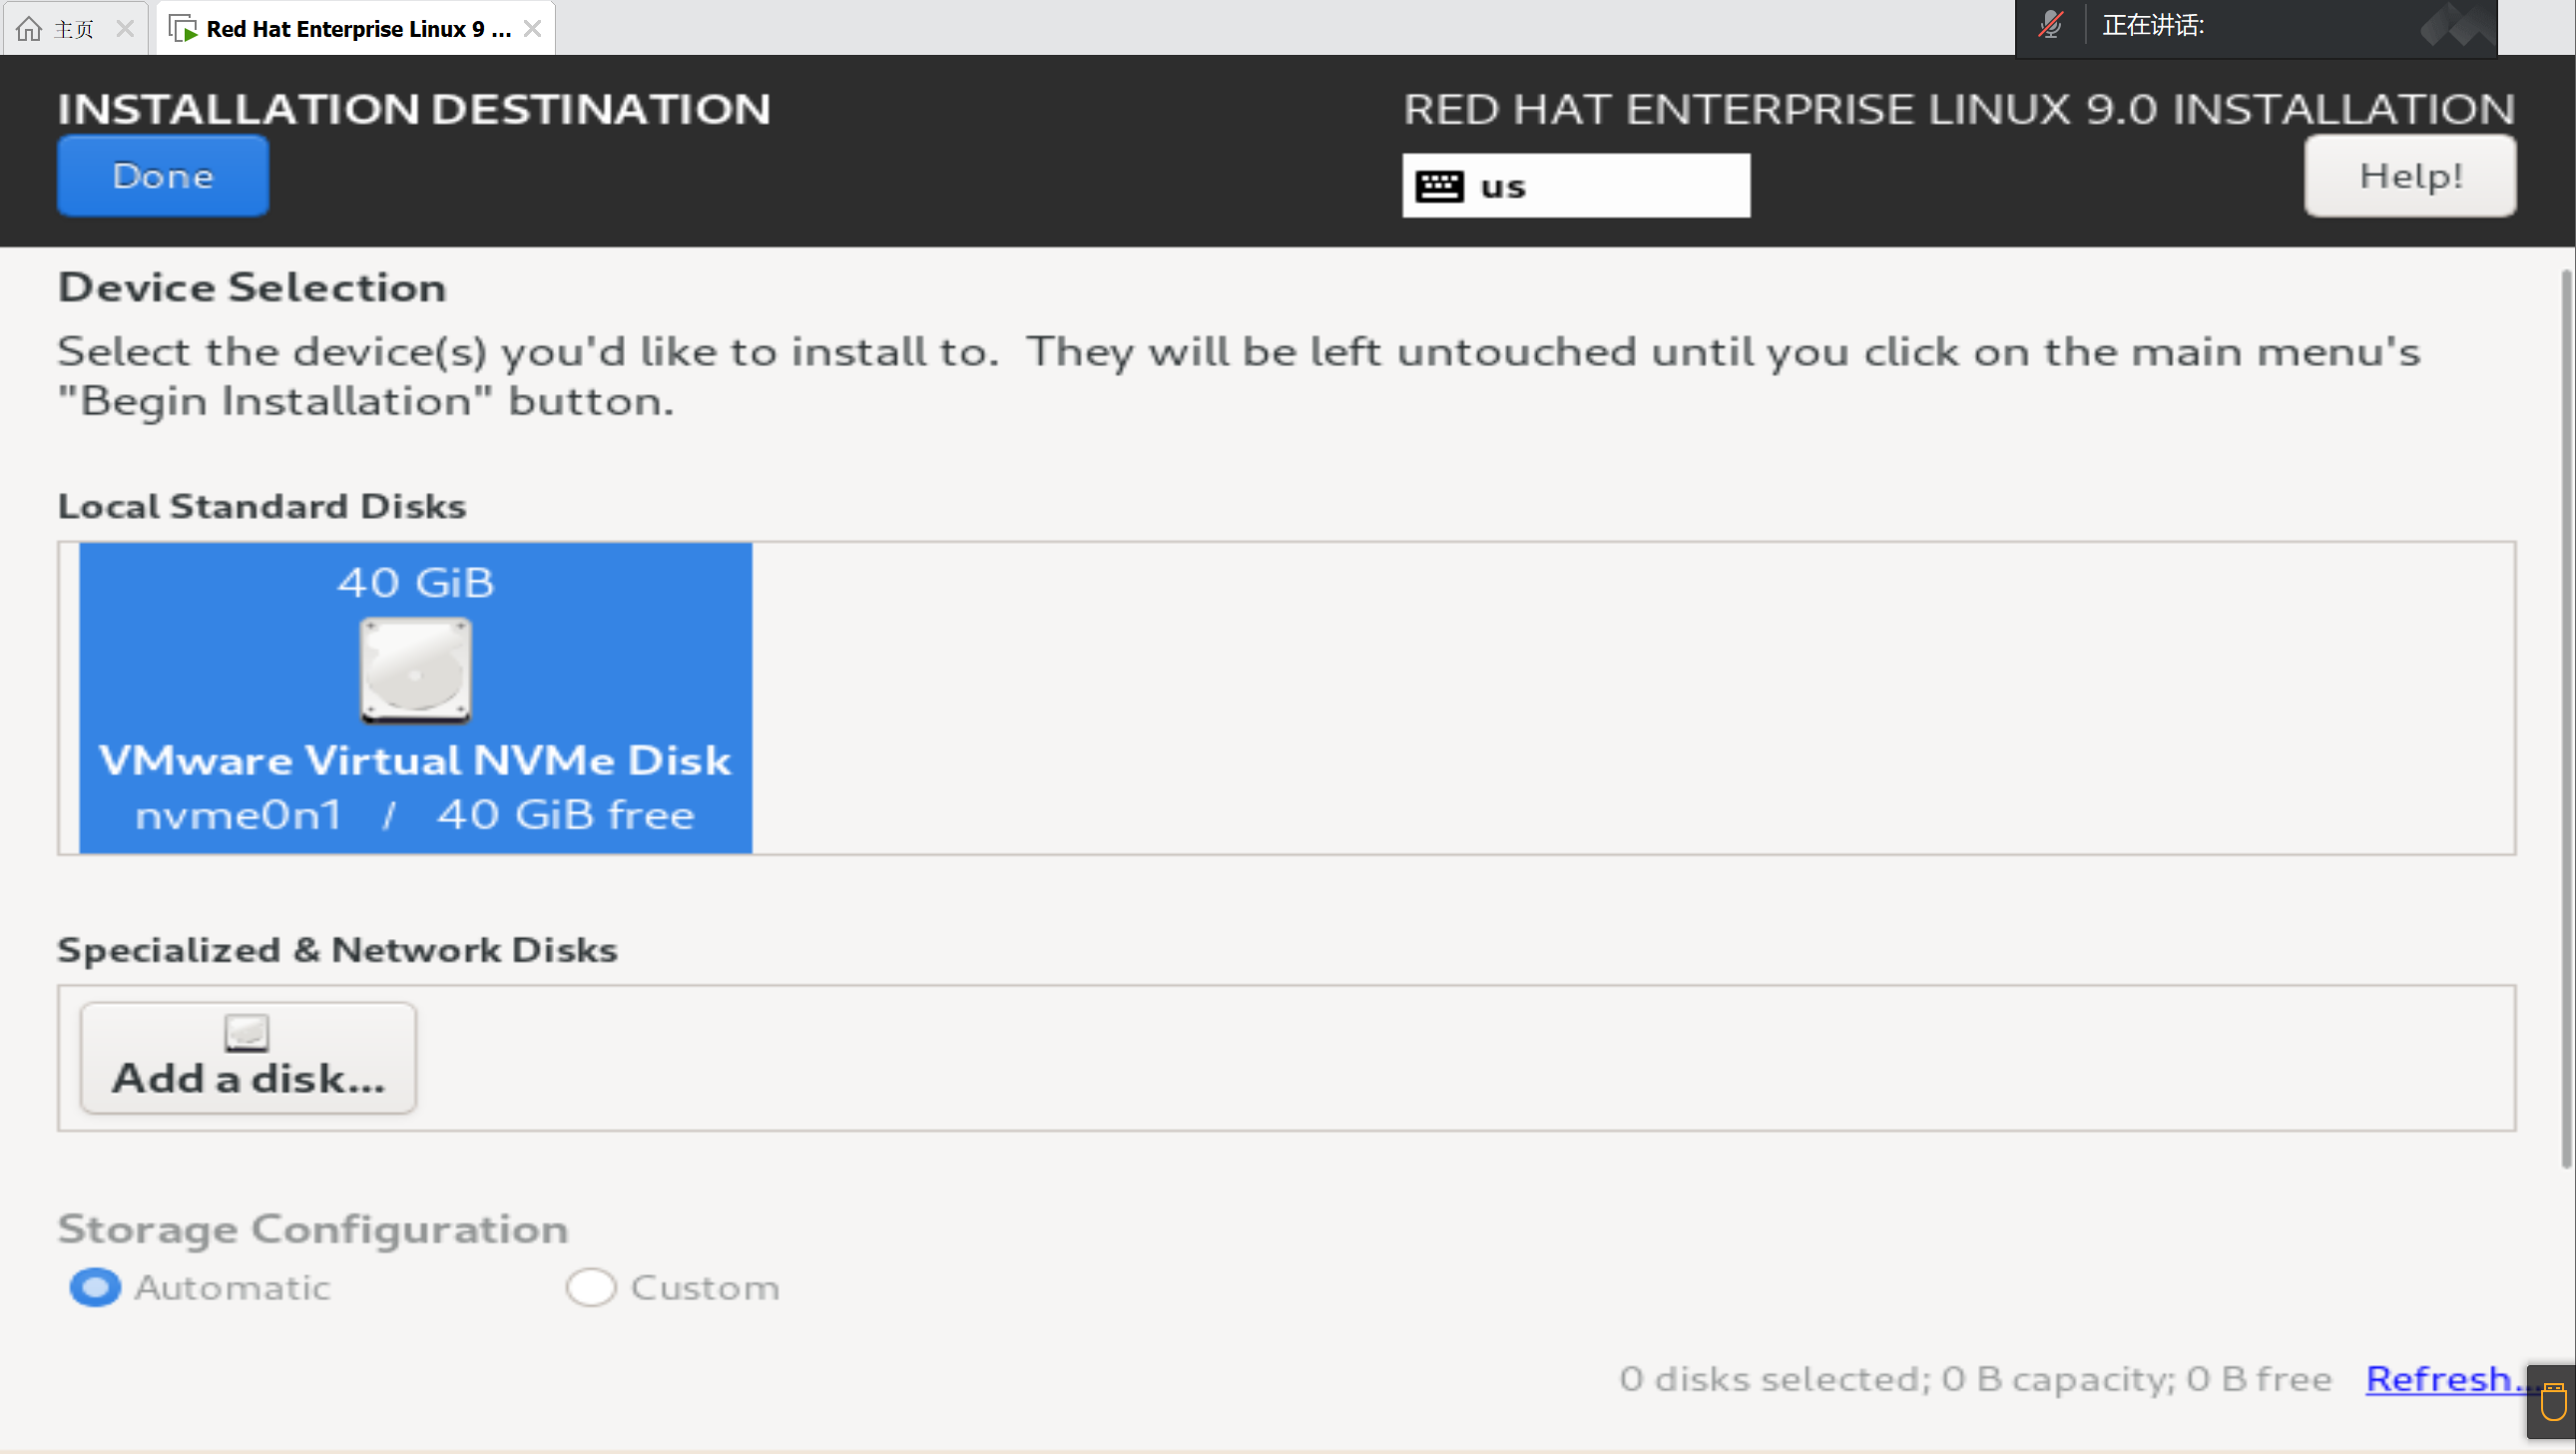 主页
Red Hat Enterprise Linux 9 ...
正在讲话:
INSTALLATION DESTINATION
RED HAT ENTERPRISE LINUX 9.0 INSTALLATION
Done
us
Help!
Device Selection
Select the device(s) you'd like to install to.  They will be left untouched until you click on the main menu's
"Begin Installation" button.
Local Standard Disks
40 GiB
VMware Virtual NVMe Disk
nvme0n1 / 40 GiB free
Specialized & Network Disks
Add a disk...
Storage Configuration
Automatic
Custom
0 disks selected; 0 B capacity; 0 B free
Refresh...